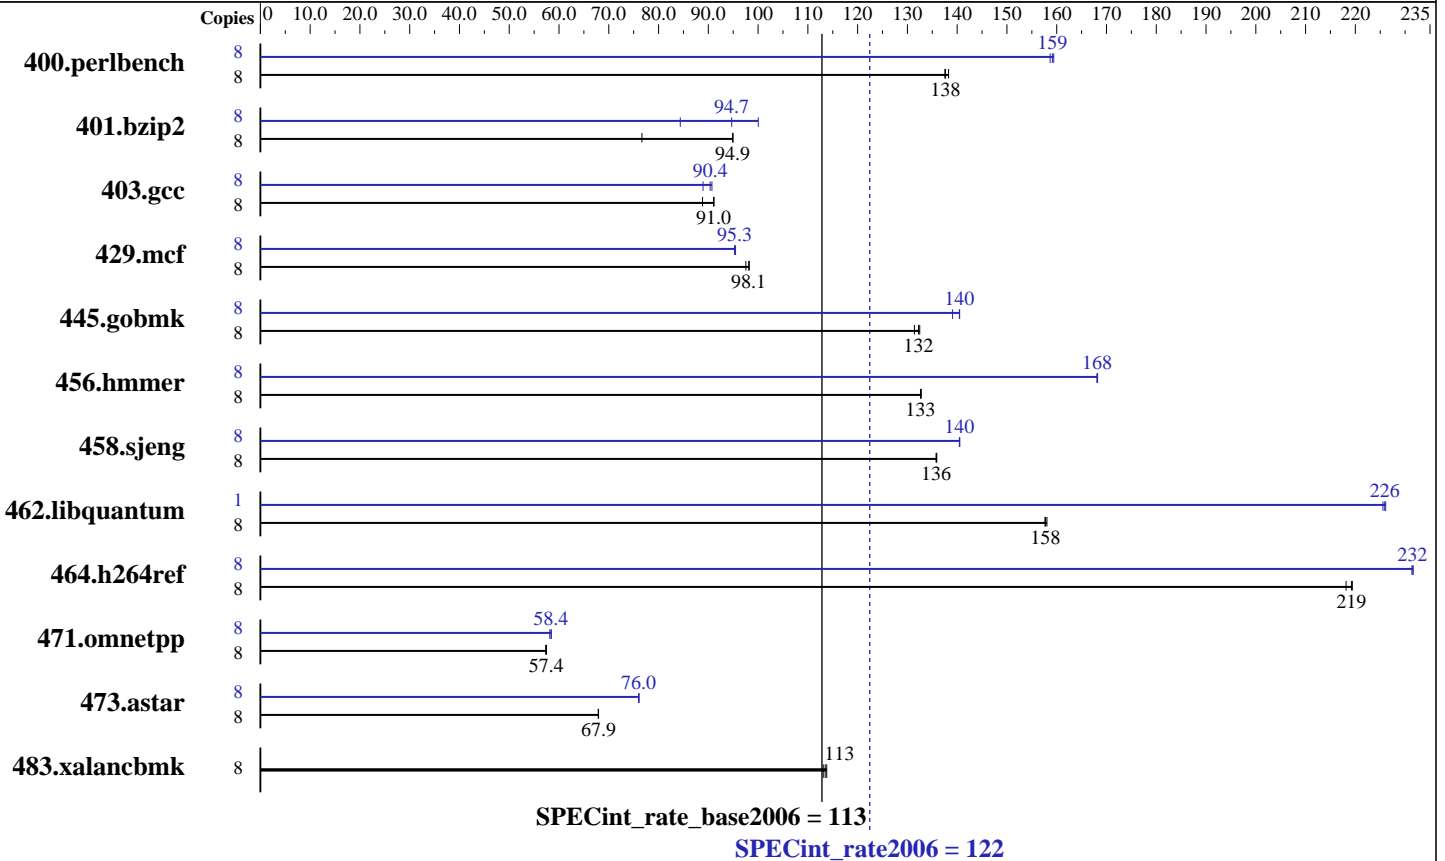 Copies 0 10.0 20.0 30.0 40.0 50.0 60.0 70.0 80.0 90.0 100 110 120 130 140 150 160 170 180 190 200 210 220 235
8 159
400.perlbench
8 138
8 94.7
401.bzip2
8 94.9
8 90.4
403.gcc
8 91.0
8 95.3
429.mcf
8 98.1
8 140
445.gobmk
8 132
8 168
456.hmmer
8 133
8 140
458.sjeng
8 136
1 226
462.libquantum
8 158
8 232
464.h264ref
8 219
8 58.4
471.omnetpp
8 57.4
8 76.0
473.astar
8 67.9
483.xalancbmk 8 113
SPECint_rate_base2006 = 113
SPECint_rate2006 = 122